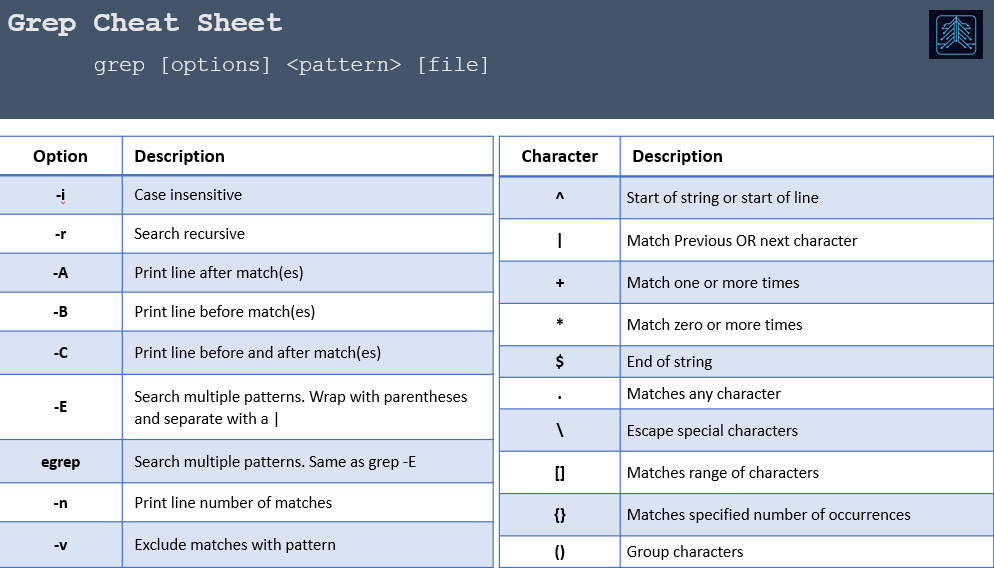 Grep Cheat Sheet
grep [options] <pattern> [file]
Option Description
-i Case insensitive
-r Search recursive
-A Print line after match(es)
-B Print line before match(es)
-C Print line before and after match(es)
-E Search multiple patterns. Wrap with parentheses
and separate with a |
egrep Search multiple patterns. Same as grep -E
-n Print line number of matches
-v Exclude matches with pattern
Character Description
^ Start of string or start of line
| Match Previous OR next character
+ Match one or more times
* Match zero or more times
$ End of string
. Matches any character
\ Escape special characters
[] Matches range of characters
{} Matches specified number of occurrences
() Group characters